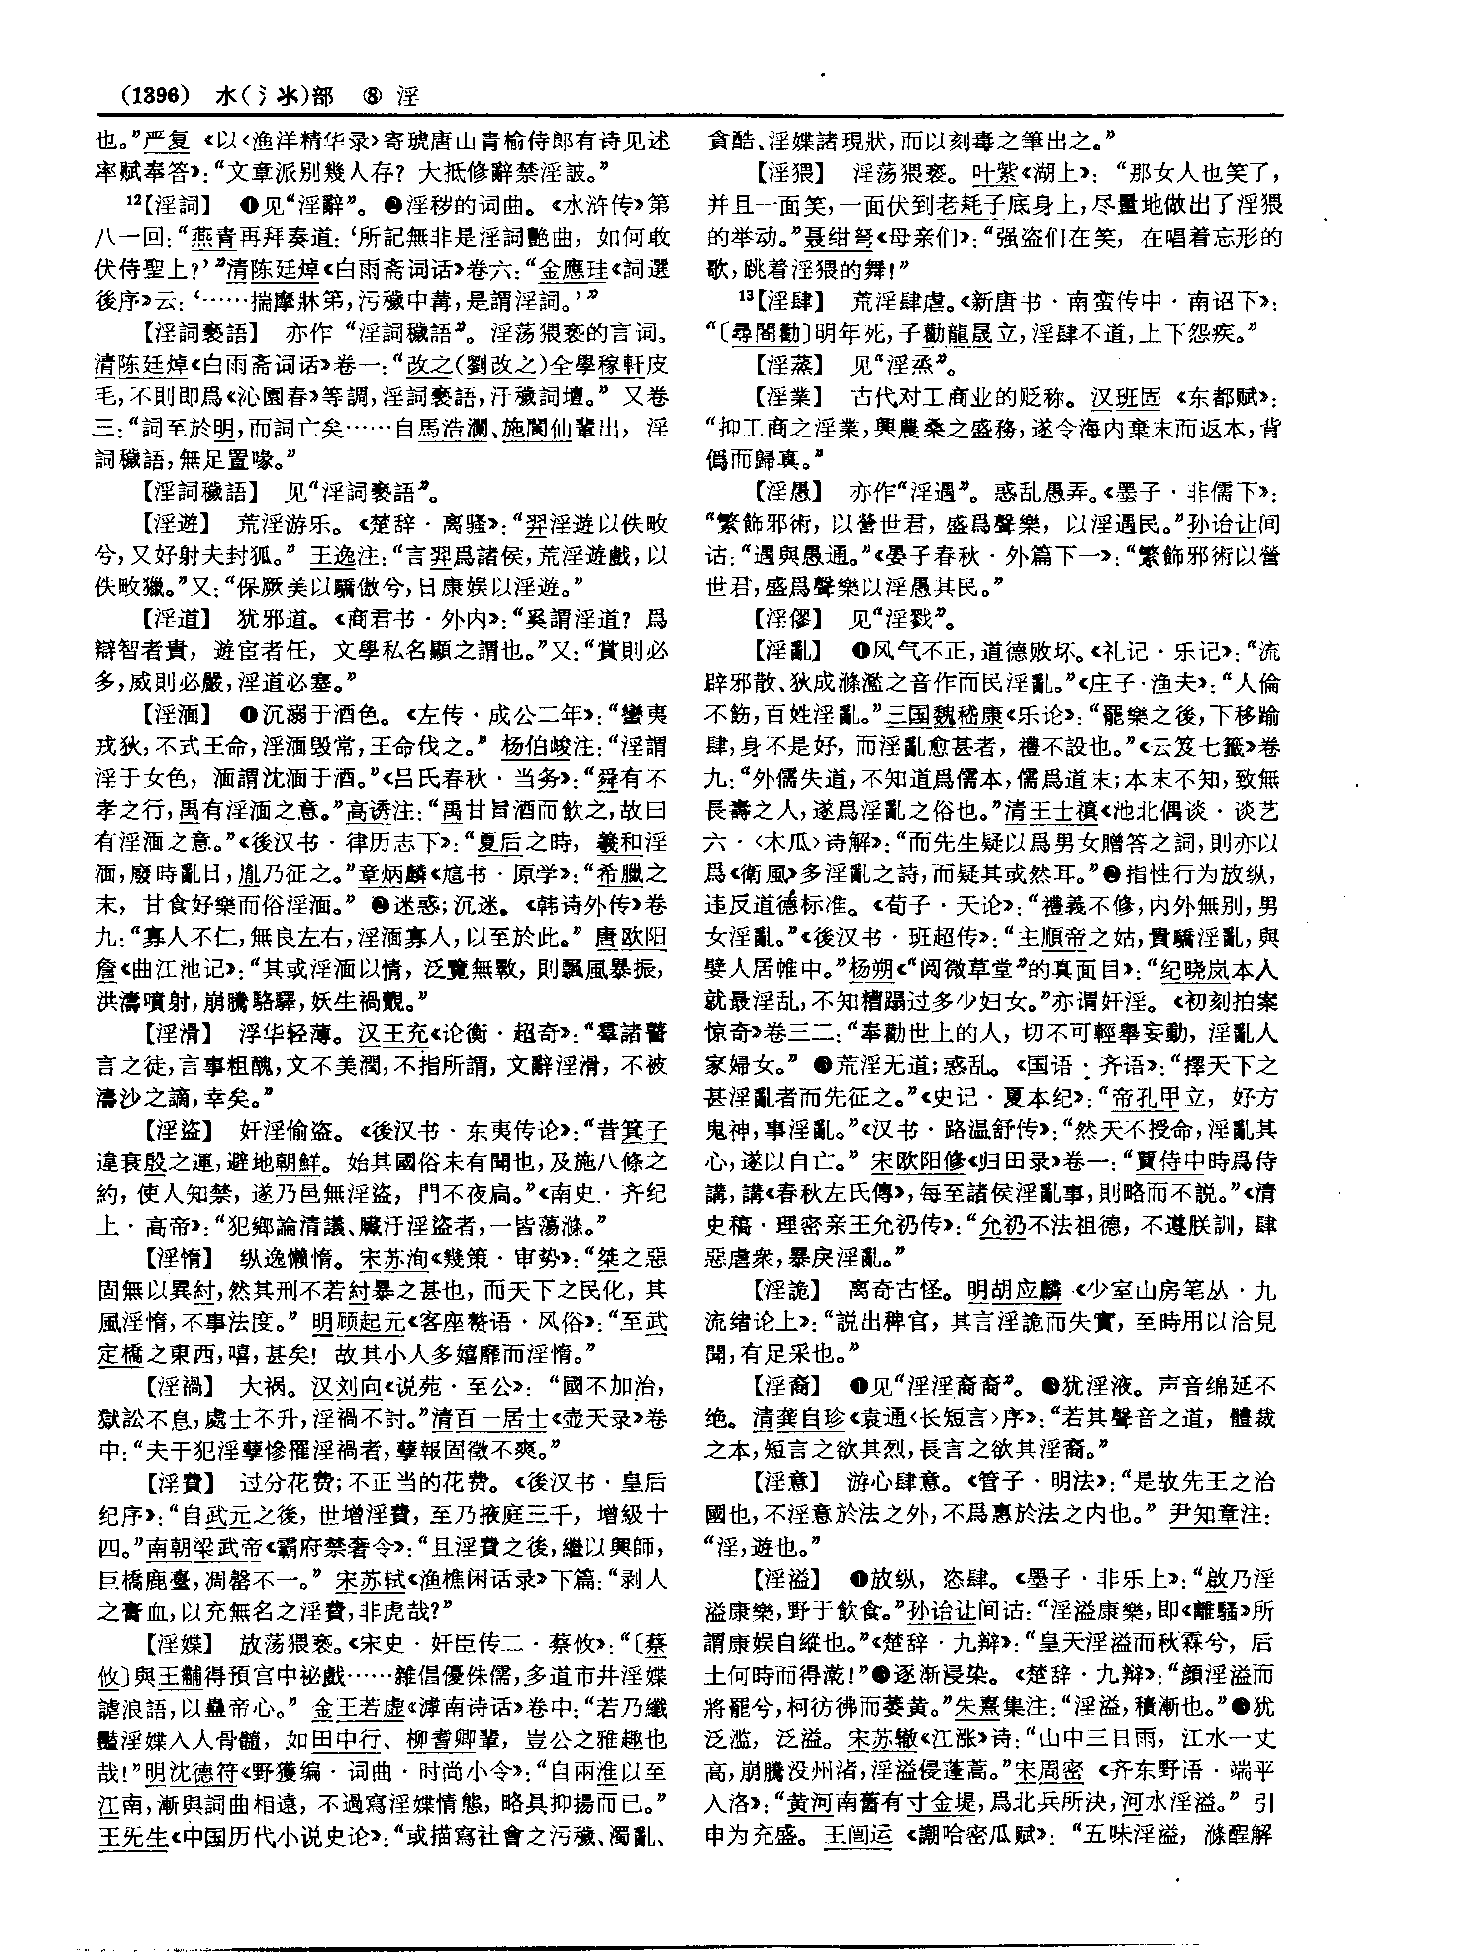 (1396) 水(氵氺)部 ⑧ 淫
也。”严复《以〈渔洋精华录〉寄琥唐山青榆侍郎有诗见述
率赋奉答》：“文章派别幾人存？大抵修辭禁淫詖。”
¹²【淫詞】 ❶见“淫辭”。❷淫秽的词曲。《水浒传》第
八一回：“燕青再拜奏道：‘所記無非是淫詞艷曲，如何敢
伏侍聖上？’”清陈廷焯《白雨斋词话》卷六：“金應珪《詞選
後序》云：‘……揣摩牀笫，污穢中冓，是謂淫詞。’”
【淫詞褻語】 亦作“淫詞穢語”。淫荡猥亵的言词。
清陈廷焯《白雨斋词话》卷一：“改之(劉改之)全學稼軒皮
毛，不則即爲《沁園春》等調，淫詞褻語，汙穢詞壇。”又卷
三：“詞至於明，而詞亡矣……自馬浩瀾、施閬仙輩出，淫
詞穢語，無足置喙。”
【淫詞穢語】 见“淫詞褻語”。
【淫遊】 荒淫游乐。《楚辞·离骚》：“羿淫遊以佚畋
兮，又好射夫封狐。”王逸注：“言羿爲諸侯，荒淫遊戲，以
佚畋獵。”又：“保厥美以驕傲兮，日康娱以淫遊。”
【淫道】 犹邪道。《商君书·外内》：“奚謂淫道？爲
辯智者貴，遊宦者任，文學私名顯之謂也。”又：“賞則必
多，威則必嚴，淫道必塞。”
【淫湎】 ❶沉溺于酒色。《左传·成公二年》：“蠻夷
戎狄，不式王命，淫湎毁常，王命伐之。”杨伯峻注：“淫謂
淫于女色，湎謂沈湎于酒。”《吕氏春秋·当务》：“舜有不
孝之行，禹有淫湎之意。”高诱注：“禹甘旨酒而飲之，故曰
有淫湎之意。”《後汉书·律历志下》：“夏后之時，羲和淫
湎，廢時亂日，胤乃征之。”章炳麟《訄书·原学》：“希臘之
末，甘食好樂而俗淫湎。”❷迷惑；沉迷。《韩诗外传》卷
九：“寡人不仁，無良左右，淫湎寡人，以至於此。”唐欧阳
詹《曲江池记》：“其或淫湎以情，泛覽無斁，則飄風暴振，
洪濤噴射，崩騰駱驛，妖生禍覯。”
【淫滑】 浮华轻薄。汉王充《论衡·超奇》：“羣諸瞽
言之徒，言事粗醜，文不美潤，不指所謂，文辭淫滑，不被
濤沙之謫，幸矣。”
【淫盜】 奸淫偷盗。《後汉书·东夷传论》：“昔箕子
違衰殷之運，避地朝鮮。始其國俗未有聞也，及施八條之
約，使人知禁，遂乃邑無淫盜，門不夜扃。”《南史·齐纪
上·高帝》：“犯鄉論清議、贜汙淫盜者，一皆蕩滌。”
【淫惰】 纵逸懒惰。宋苏洵《幾策·审势》：“桀之惡
固無以異紂，然其刑不若紂暴之甚也，而天下之民化，其
風淫惰，不事法度。”明顾起元《客座赘语·风俗》：“至武
定橋之東西，嘻，甚矣！故其小人多嬉靡而淫惰。”
【淫禍】 大祸。汉刘向《说苑·至公》：“國不加治，
獄訟不息，處士不升，淫禍不討。”清百一居士《壶天录》卷
中：“夫干犯淫孽慘罹淫禍者，孽報固徵不爽。”
【淫費】 过分花费；不正当的花费。《後汉书·皇后
纪序》：“自武元之後，世增淫費，至乃掖庭三千，增級十
四。”南朝梁武帝《霸府禁奢令》：“且淫費之後，繼以興師，
巨橋鹿臺，凋罄不一。”宋苏轼《渔樵闲话录》下篇：“剥人
之膏血，以充無名之淫費，非虎哉？”
【淫媟】 放荡猥亵。《宋史·奸臣传二·蔡攸》：“〔蔡
攸〕與王黼得預宫中祕戲……雜倡優侏儒，多道市井淫媟
謔浪語，以蠱帝心。”金王若虚《滹南诗话》卷中：“若乃纖
豔淫媟入人骨髓，如田中行、柳耆卿輩，豈公之雅趣也
哉！”明沈德符《野獲编·词曲·时尚小令》：“自兩淮以至
江南，漸與詞曲相遠，不過寫淫媟情態，略具抑揚而已。”
王旡生《中国历代小说史论》：“或描寫社會之污穢、濁亂、
貪酷、淫媟諸現狀，而以刻毒之筆出之。”
【淫猥】 淫荡猥亵。叶紫《湖上》：“那女人也笑了，
并且一面笑，一面伏到老耗子底身上，尽量地做出了淫猥
的举动。”聂绀弩《母亲们》：“强盗们在笑，在唱着忘形的
歌，跳着淫猥的舞！”
¹³【淫肆】 荒淫肆虐。《新唐书·南蛮传中·南诏下》：
“〔尋閤勸〕明年死，子勸龍晟立，淫肆不道，上下怨疾。”
【淫蒸】 见“淫烝”。
【淫業】 古代对工商业的贬称。汉班固《东都赋》：
“抑工商之淫業，興農桑之盛務，遂令海内棄末而返本，背
僞而歸真。”
【淫愚】 亦作“淫遇”。惑乱愚弄。《墨子·非儒下》：
“繁飾邪術，以營世君，盛爲聲樂，以淫遇民。”孙诒让间
诂：“遇與愚通。”《晏子春秋·外篇下一》：“繁飾邪術以營
世君，盛爲聲樂以淫愚其民。”
【淫僇】 见“淫戮”。
【淫亂】 ❶风气不正，道德败坏。《礼记·乐记》：“流
辟邪散、狄成滌濫之音作而民淫亂。”《庄子·渔夫》：“人倫
不飭，百姓淫亂。”三国魏嵇康《乐论》：“罷樂之後，下移踰
肆，身不是好，而淫亂愈甚者，禮不設也。”《云笈七籤》卷
九：“外儒失道，不知道爲儒本，儒爲道末；本末不知，致無
長壽之人，遂爲淫亂之俗也。”清王士禛《池北偶谈·谈艺
六·〈木瓜〉诗解》：“而先生疑以爲男女贈答之詞，則亦以
爲《衛風》多淫亂之詩，而疑其或然耳。”❷指性行为放纵，
违反道德标准。《荀子·天论》：“禮義不修，内外無别，男
女淫亂。”《後汉书·班超传》：“主順帝之姑，貴驕淫亂，與
嬖人居帷中。”杨朔《“阅微草堂”的真面目》：“纪晓岚本人
就最淫乱，不知糟蹋过多少妇女。”亦谓奸淫。《初刻拍案
惊奇》卷三二：“奉勸世上的人，切不可輕舉妄動，淫亂人
家婦女。”❸荒淫无道；惑乱。《国语·齐语》：“擇天下之
甚淫亂者而先征之。”《史记·夏本纪》：“帝孔甲立，好方
鬼神，事淫亂。”《汉书·路温舒传》：“然天不授命，淫亂其
心，遂以自亡。”宋欧阳修《归田录》卷一：“賈侍中時爲侍
講，講《春秋左氏傳》，每至諸侯淫亂事，則略而不説。”《清
史稿·理密亲王允礽传》：“允礽不法祖德，不遵朕訓，肆
惡虐衆，暴戾淫亂。”
【淫詭】 离奇古怪。明胡应麟《少室山房笔丛·九
流绪论上》：“説出稗官，其言淫詭而失實，至時用以洽見
聞，有足采也。”
【淫裔】 ❶见“淫淫裔裔”。❷犹淫液。声音绵延不
绝。清龚自珍《袁通〈长短言〉序》：“若其聲音之道，體裁
之本，短言之欲其烈，長言之欲其淫裔。”
【淫意】 游心肆意。《管子·明法》：“是故先王之治
國也，不淫意於法之外，不爲惠於法之内也。”尹知章注：
“淫，遊也。”
【淫溢】 ❶放纵，恣肆。《墨子·非乐上》：“啟乃淫
溢康樂，野于飲食。”孙诒让间诂：“淫溢康樂，即《離騷》所
謂康娱自縱也。”《楚辞·九辩》：“皇天淫溢而秋霖兮，后
土何時而得漧！”❷逐渐浸染。《楚辞·九辩》：“顔淫溢而
將罷兮，柯彷彿而萎黄。”朱熹集注：“淫溢，積漸也。”❸犹
泛滥，泛溢。宋苏辙《江涨》诗：“山中三日雨，江水一丈
高，崩騰没州渚，淫溢侵蓬蒿。”宋周密《齐东野语·端平
入洛》：“黄河南舊有寸金堤，爲北兵所決，河水淫溢。”引
申为充盛。王闿运《謝哈密瓜赋》：“五味淫溢，滌酲解